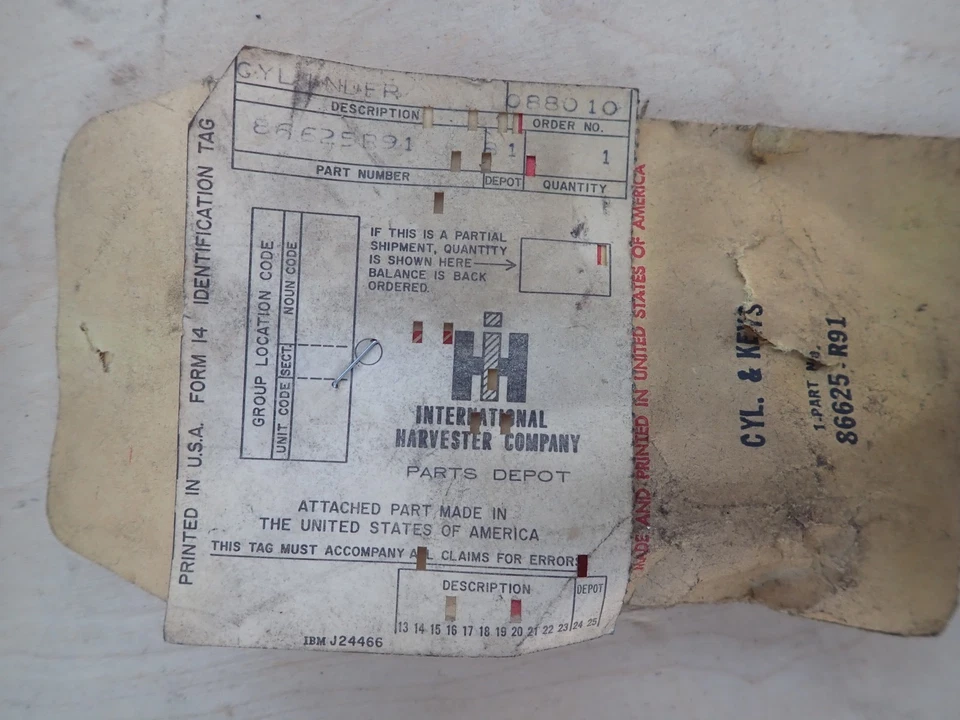 CYLINDER
088010
DESCRIPTION
ORDER NO.
86625R91
1
1
PART NUMBER
DEPOT
QUANTITY
PRINTED IN U.S.A. FORM 14 IDENTIFICATION TAG
GROUP LOCATION CODE
UNIT CODE SECT. NOUN CODE
IF THIS IS A PARTIAL
SHIPMENT, QUANTITY
IS SHOWN HERE
BALANCE IS BACK
ORDERED.
IH
INTERNATIONAL
HARVESTER COMPANY
PARTS DEPOT
ATTACHED PART MADE IN
THE UNITED STATES OF AMERICA
THIS TAG MUST ACCOMPANY ALL CLAIMS FOR ERRORS
DESCRIPTION
DEPOT
13 14 15 16 17 18 19 20 21 22 23 24 25
IBM J24466
MADE AND PRINTED IN UNITED STATES OF AMERICA
CYL. & KEYS
1-PART No.
86625-R91